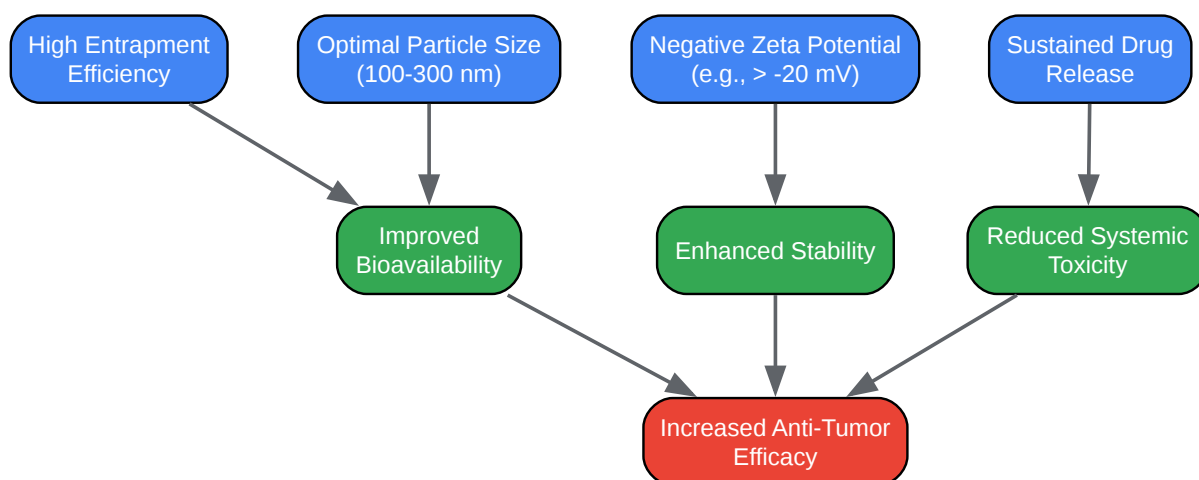 High Entrapment
Efficiency
Optimal Particle Size
(100-300 nm)
Negative Zeta Potential
(e.g., > -20 mV)
Sustained Drug
Release
Improved
Bioavailability
Enhanced Stability
Reduced Systemic
Toxicity
Increased Anti-Tumor
Efficacy